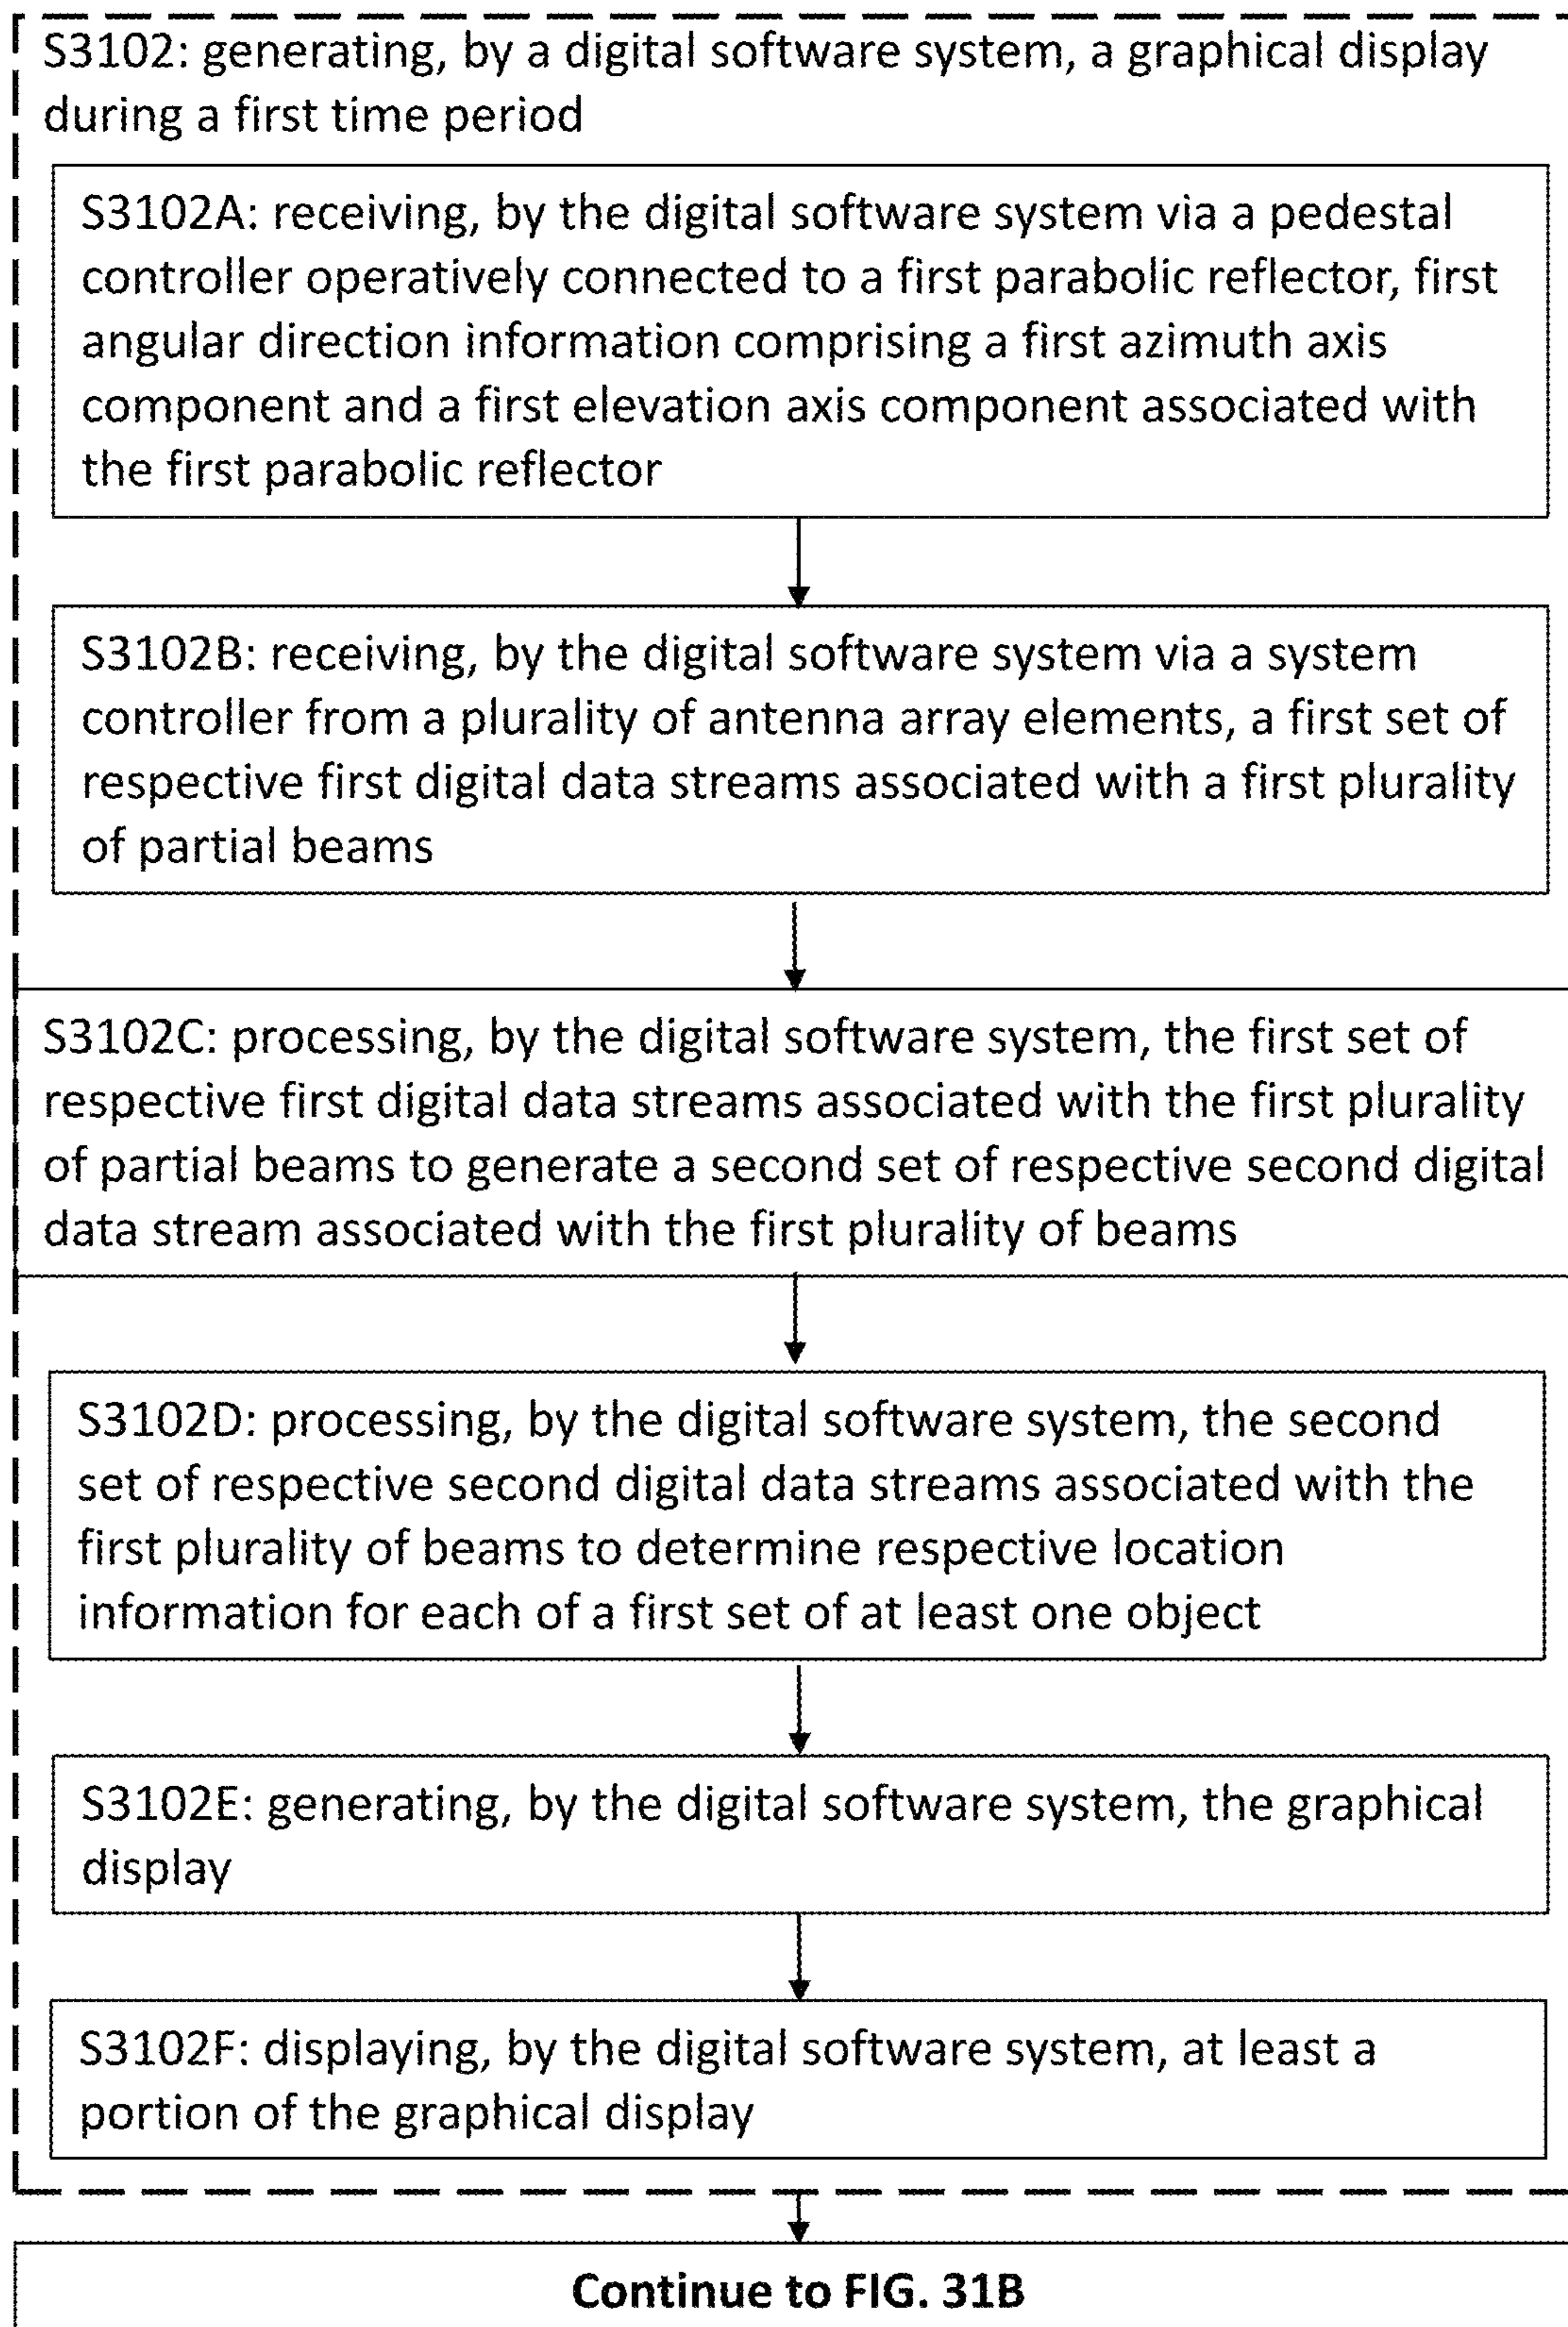 S3102: generating, by a digital software system, a graphical display
during a first time period
S3102A: receiving, by the digital software system via a pedestal
controller operatively connected to a first parabolic reflector, first
angular direction information comprising a first azimuth axis
component and a first elevation axis component associated with
the first parabolic reflector
S3102B: receiving, by the digital software system via a system
controller from a plurality of antenna array elements, a first set of
respective first digital data streams associated with a first plurality
of partial beams
S3102C: processing, by the digital software system, the first set of
respective first digital data streams associated with the first plurality
of partial beams to generate a second set of respective second digital
data stream associated with the first plurality of beams
S3102D: processing, by the digital software system, the second
set of respective second digital data streams associated with the
first plurality of beams to determine respective location
information for each of a first set of at least one object
S3102E: generating, by the digital software system, the graphical
display
S3102F: displaying, by the digital software system, at least a
portion of the graphical display
Continue to FIG. 31B